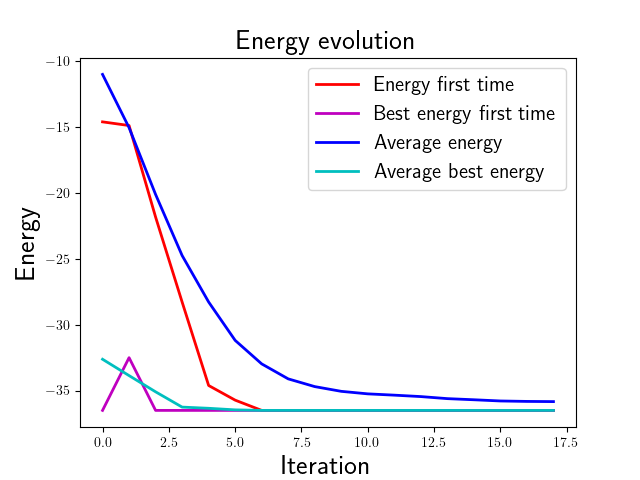 Energy evolution
Energy first time
Best energy first time
Average energy
Average best energy
Energy
−10
−15
−20
−25
−30
−35
0.0 2.5 5.0 7.5 10.0 12.5 15.0 17.5
Iteration